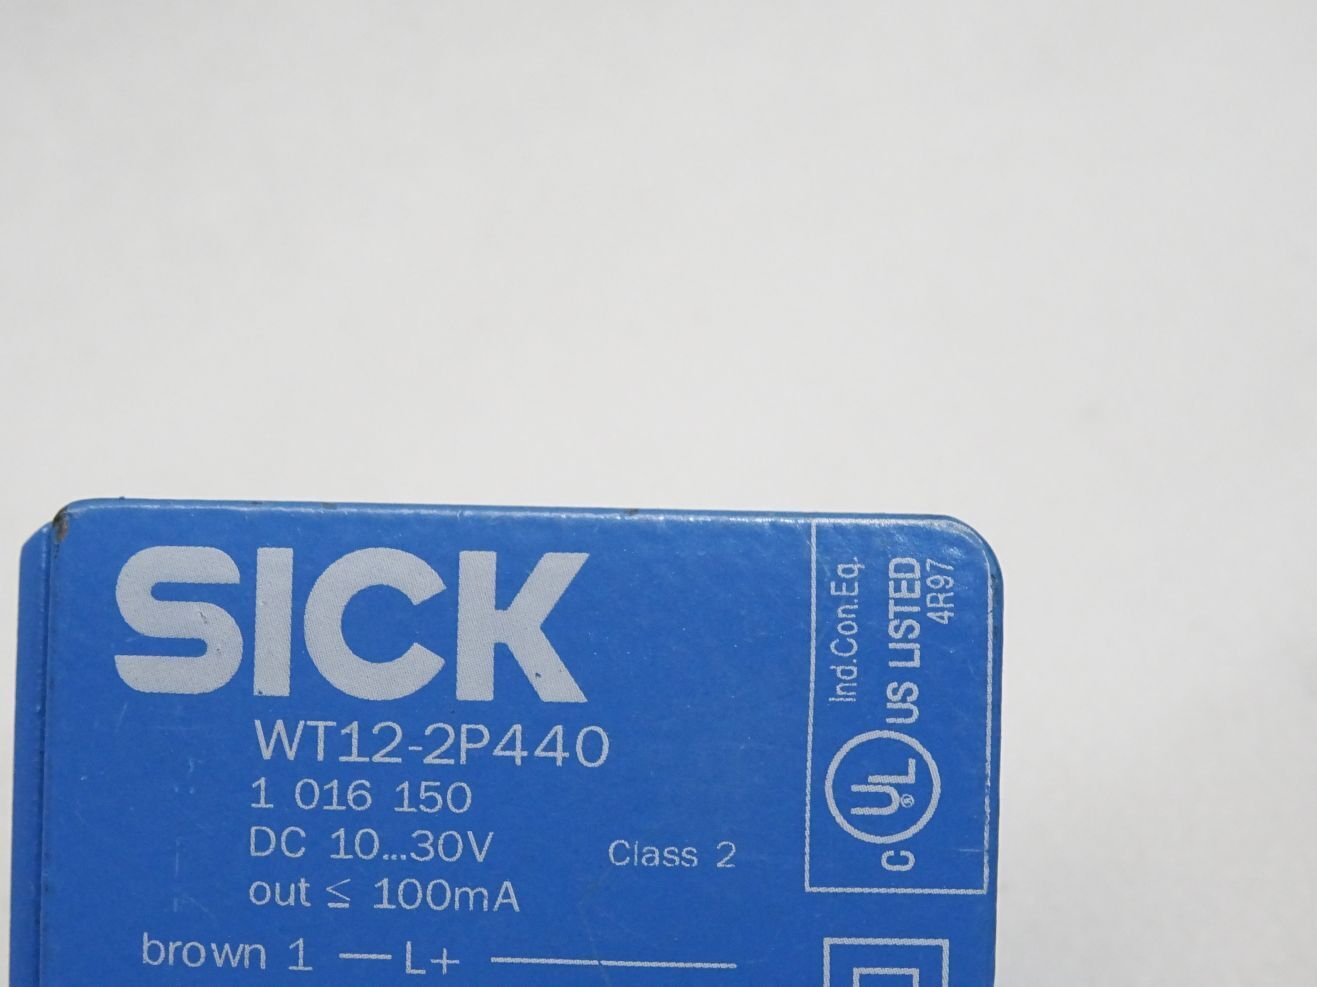 SICK
WT12-2P440
1 016 150
DC 10...30V
Class 2
out ≤ 100mA
brown 1 — L+
Ind.Con.Eq.
c UL® US LISTED
4R97